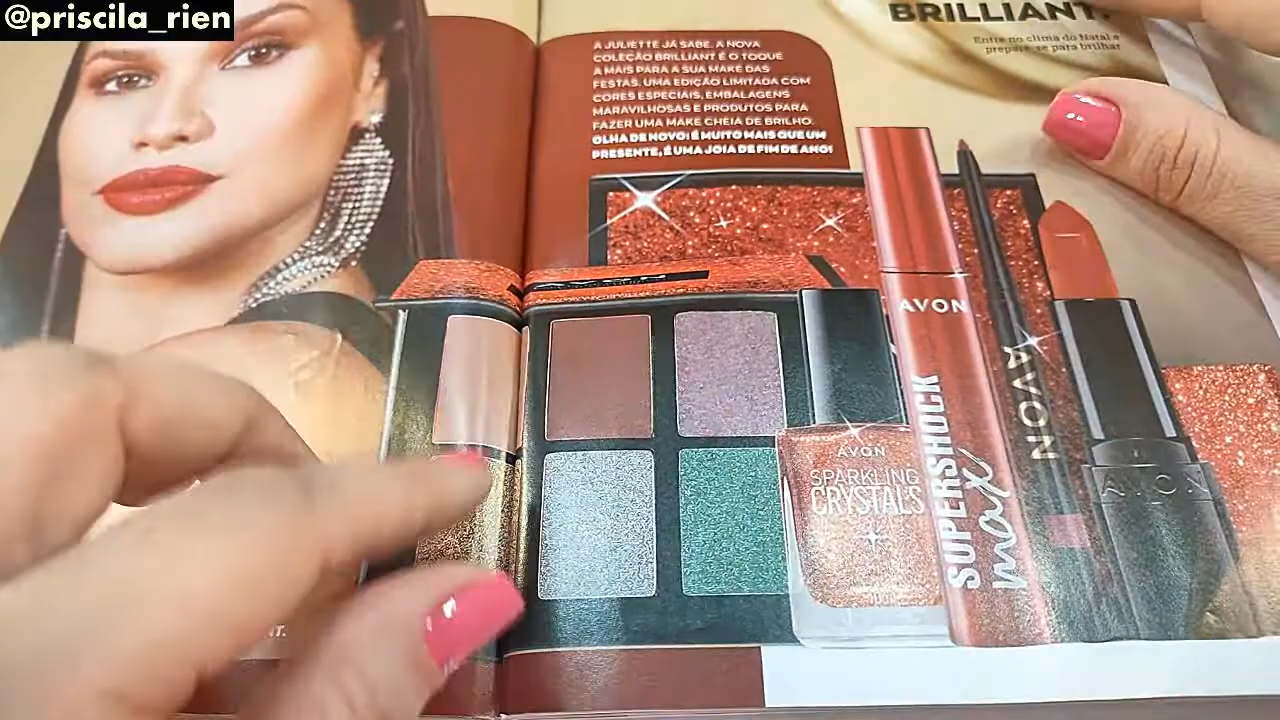 @priscila_rien
BRILLIANT.
Entre no clima do Natal e
prepare-se para brilhar
A JULIETTE JÁ SABE. A NOVA
COLEÇÃO BRILLIANT É O TOQUE
A MAIS PARA A SUA MAKE DAS
FESTAS. UMA EDIÇÃO LIMITADA COM
CORES ESPECIAIS, EMBALAGENS
MARAVILHOSAS E PRODUTOS PARA
FAZER UMA MAKE CHEIA DE BRILHO.
OLHA DE NOVO: É MUITO MAIS QUE UM
PRESENTE, É UMA JOIA DE FIM DE ANO!
AVON
SPARKLING
CRYSTALS
AVON
SUPERSHOCK
max
AVON
AVON